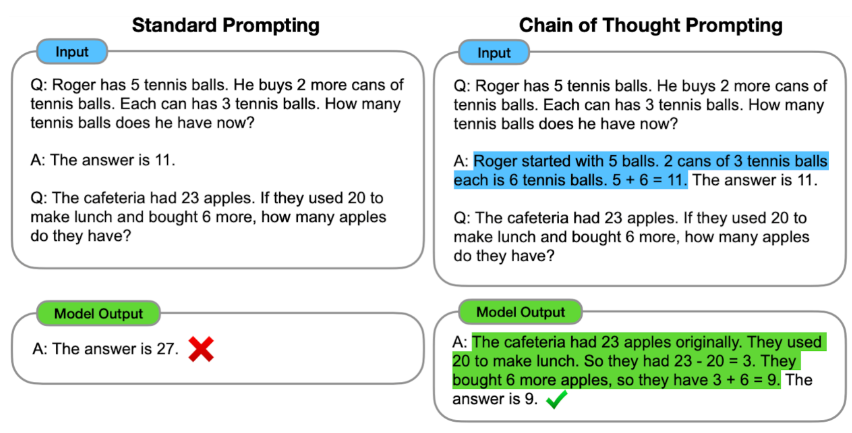 Standard Prompting
Input
Q: Roger has 5 tennis balls. He buys 2 more cans of
tennis balls. Each can has 3 tennis balls. How many
tennis balls does he have now?
A: The answer is 11.
Q: The cafeteria had 23 apples. If they used 20 to
make lunch and bought 6 more, how many apples
do they have?
Model Output
A: The answer is 27.
Chain of Thought Prompting
Input
Q: Roger has 5 tennis balls. He buys 2 more cans of
tennis balls. Each can has 3 tennis balls. How many
tennis balls does he have now?
A: Roger started with 5 balls. 2 cans of 3 tennis balls
each is 6 tennis balls. 5 + 6 = 11. The answer is 11.
Q: The cafeteria had 23 apples. If they used 20 to
make lunch and bought 6 more, how many apples
do they have?
Model Output
A: The cafeteria had 23 apples originally. They used
20 to make lunch. So they had 23 - 20 = 3. They
bought 6 more apples, so they have 3 + 6 = 9. The
answer is 9.